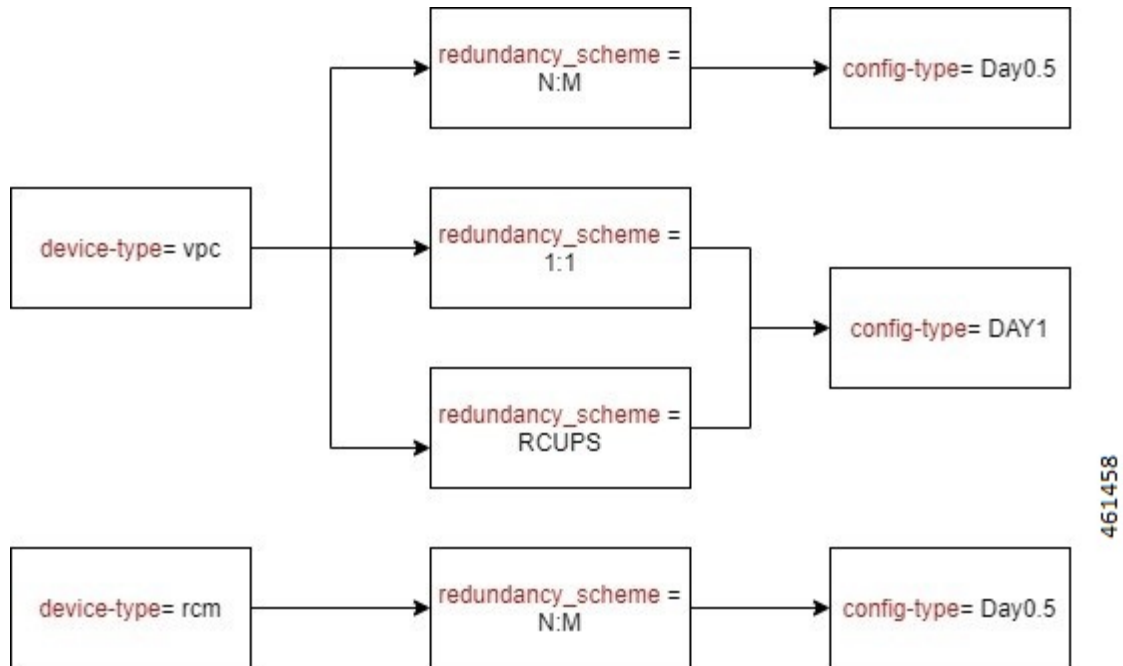 redundancy_scheme =
N:M
config-type= Day0.5
device-type= vpc
redundancy_scheme =
1:1
config-type= DAY1
redundancy_scheme =
RCUPS
461458
device-type= rcm
redundancy_scheme =
N:M
config-type= Day0.5